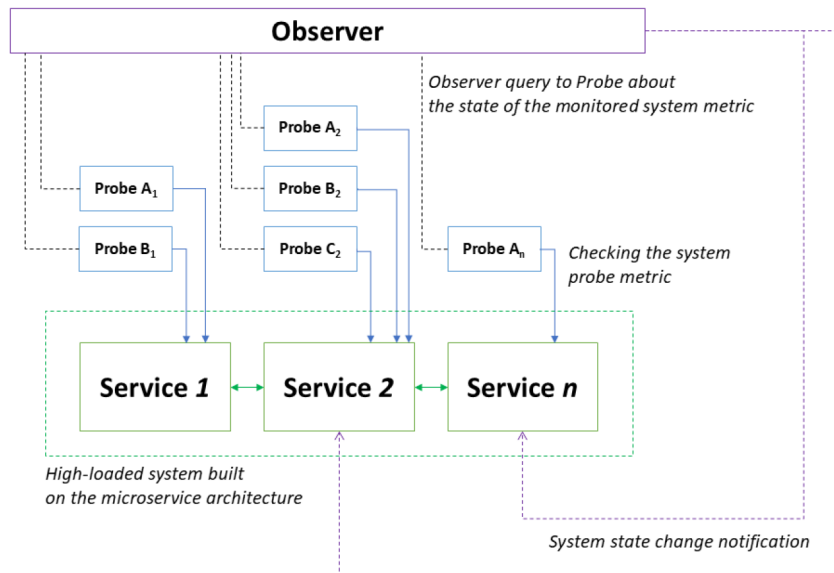 Observer
Observer query to Probe about
the state of the monitored system metric
Probe A₂
Probe A₁
Probe B₂
Probe B₁
Probe C₂
Probe Aₙ
Checking the system
probe metric
Service 1
Service 2
Service n
High-loaded system built
on the microservice architecture
System state change notification